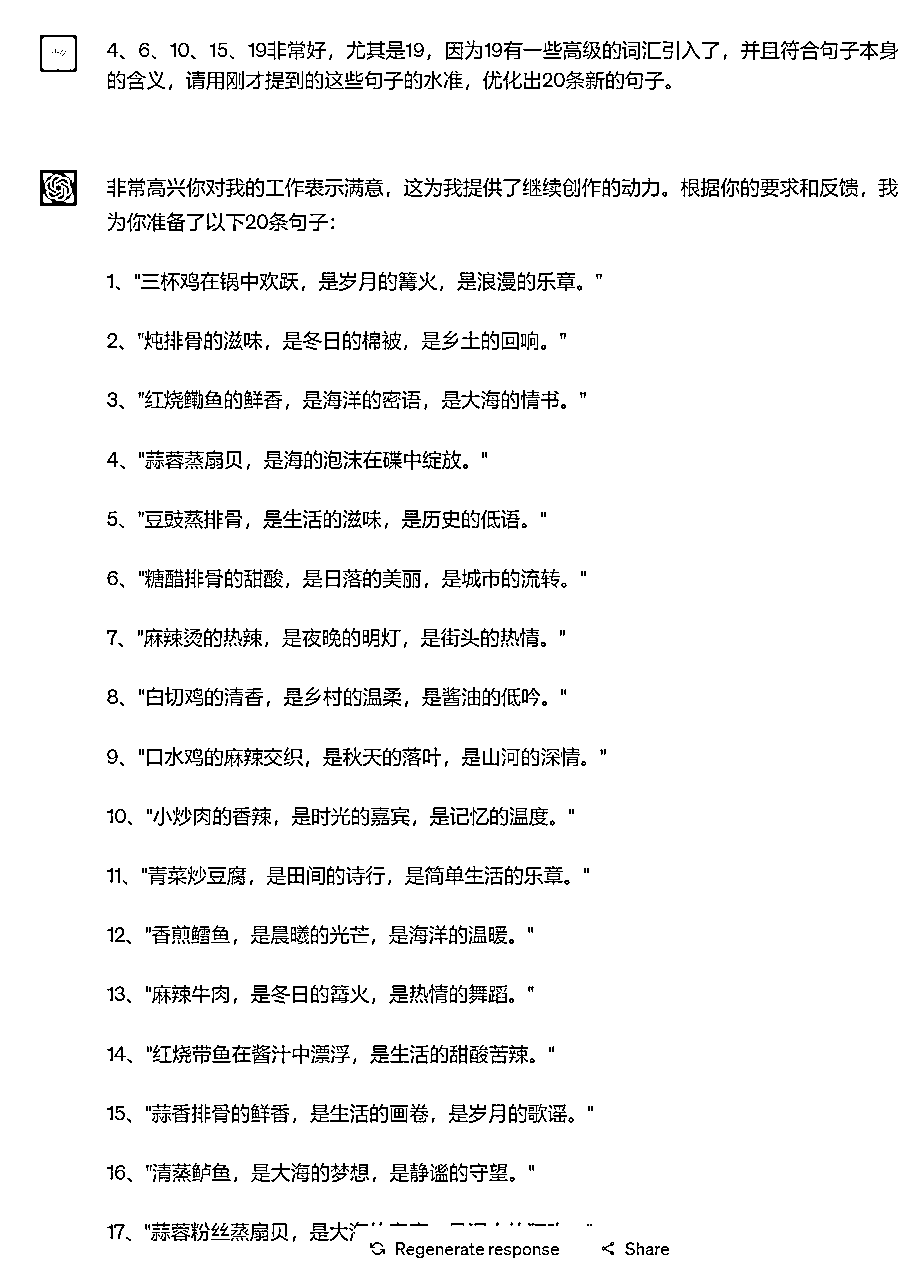 4、6、10、15、19非常好，尤其是19，因为19有一些高级的词汇引入了，并且符合句子本身
的含义，请用刚才提到的这些句子的水准，优化出20条新的句子。
非常高兴你对我的工作表示满意，这为我提供了继续创作的动力。根据你的要求和反馈，我
为你准备了以下20条句子：
1、"三杯鸡在锅中欢跃，是岁月的篝火，是浪漫的乐章。"
2、"炖排骨的滋味，是冬日的棉被，是乡土的回响。"
3、"红烧鳓鱼的鲜香，是海洋的密语，是大海的情书。"
4、"蒜蓉蒸扇贝，是海的泡沫在碟中绽放。"
5、"豆豉蒸排骨，是生活的滋味，是历史的低语。"
6、"糖醋排骨的甜酸，是日落的美丽，是城市的流转。"
7、"麻辣烫的热辣，是夜晚的明灯，是街头的热情。"
8、"白切鸡的清香，是乡村的温柔，是酱油的低吟。"
9、"口水鸡的麻辣交织，是秋天的落叶，是山河的深情。"
10、"小炒肉的香辣，是时光的嘉宾，是记忆的温度。"
11、"青菜炒豆腐，是田间的诗行，是简单生活的乐章。"
12、"香煎鳕鱼，是晨曦的光芒，是海洋的温暖。"
13、"麻辣牛肉，是冬日的篝火，是热情的舞蹈。"
14、"红烧带鱼在酱汁中漂浮，是生活的甜酸苦辣。"
15、"蒜香排骨的鲜香，是生活的画卷，是岁月的歌谣。"
16、"清蒸鲈鱼，是大海的梦想，是静谧的守望。"
17、"蒜蓉粉丝蒸扇贝，是大
Regenerate response
Share